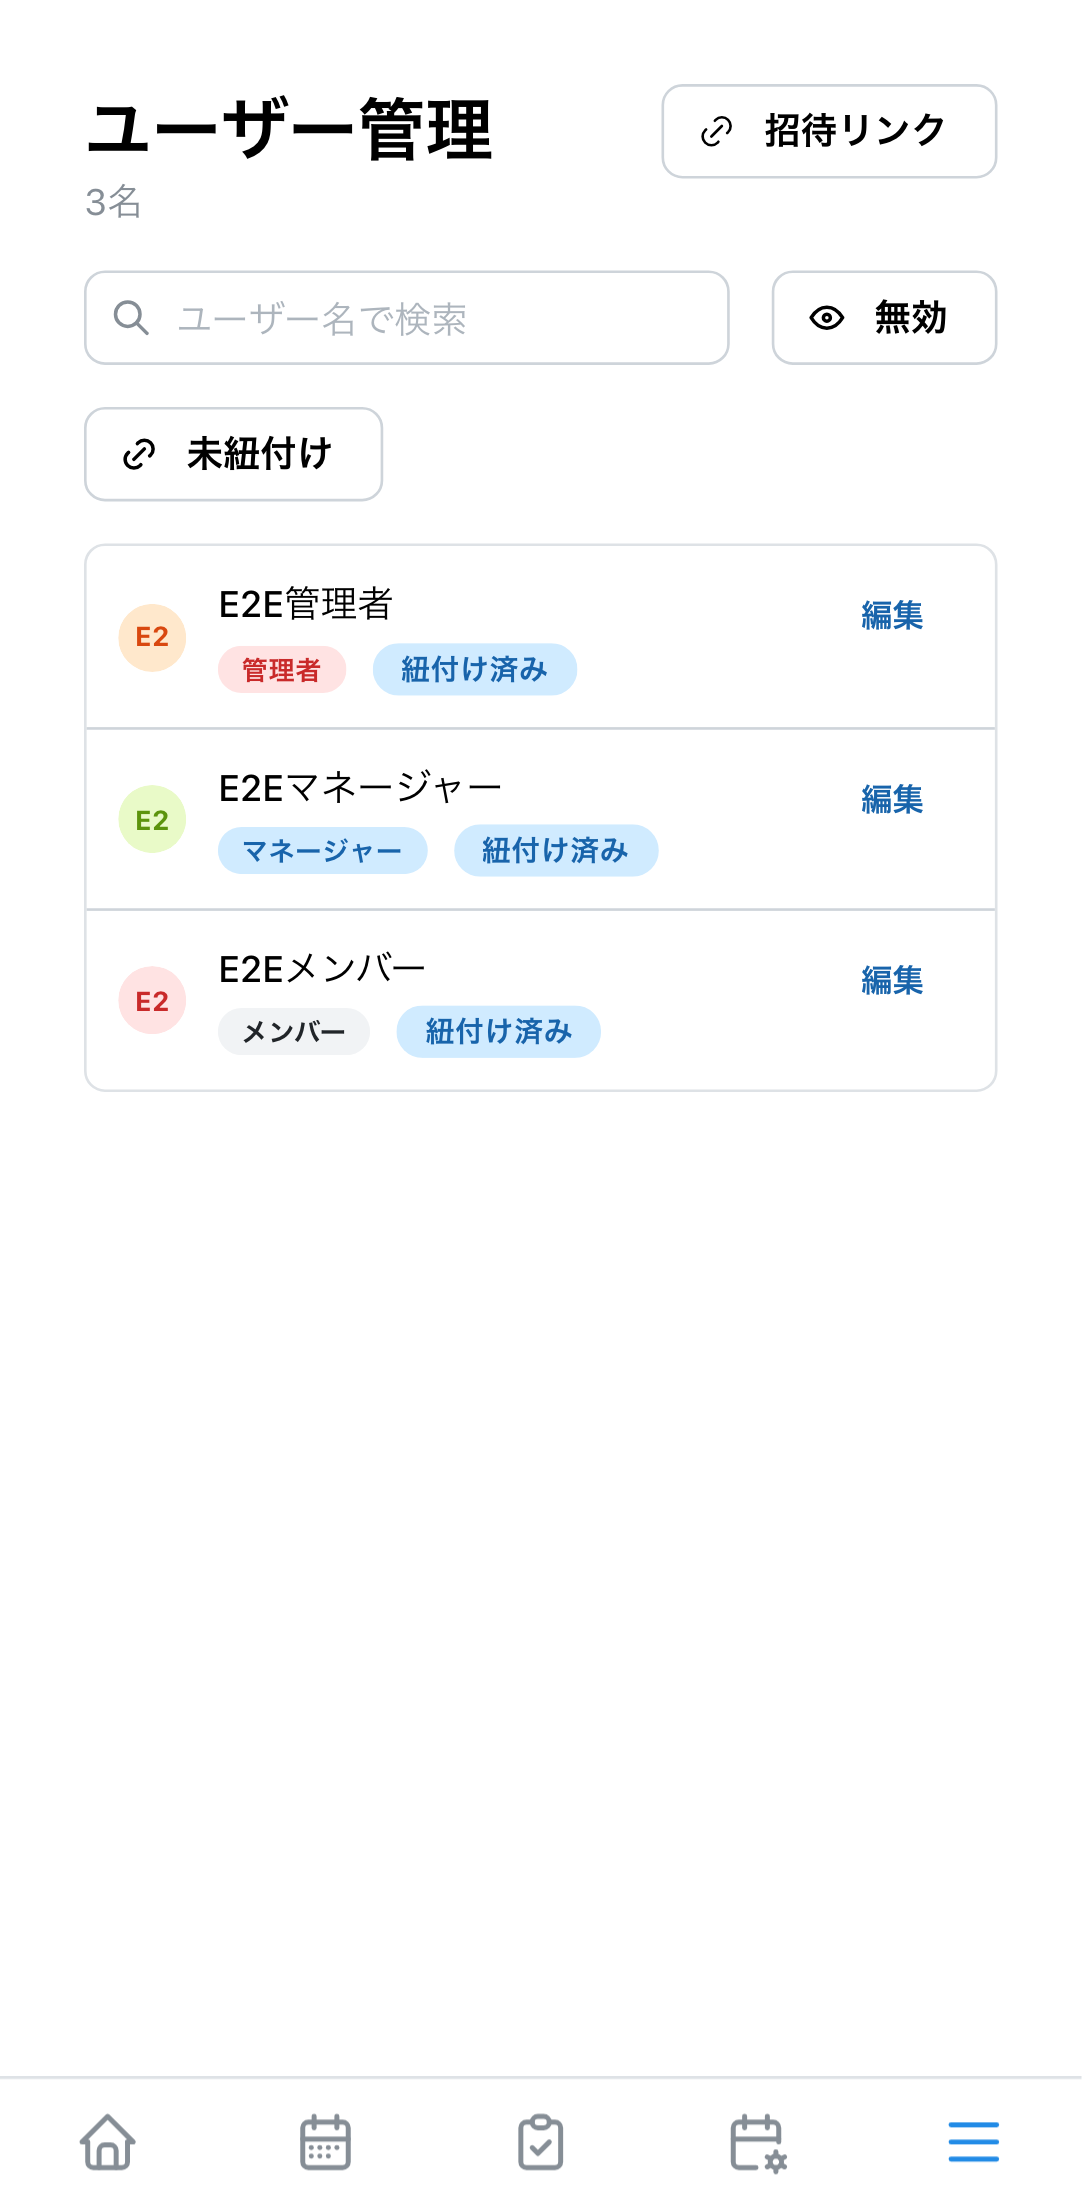 ユーザー管理
招待リンク
3名
ユーザー名で検索
無効
未紐付け
E2
E2E管理者
編集
管理者
紐付け済み
E2
E2Eマネージャー
編集
マネージャー
紐付け済み
E2
E2Eメンバー
編集
メンバー
紐付け済み